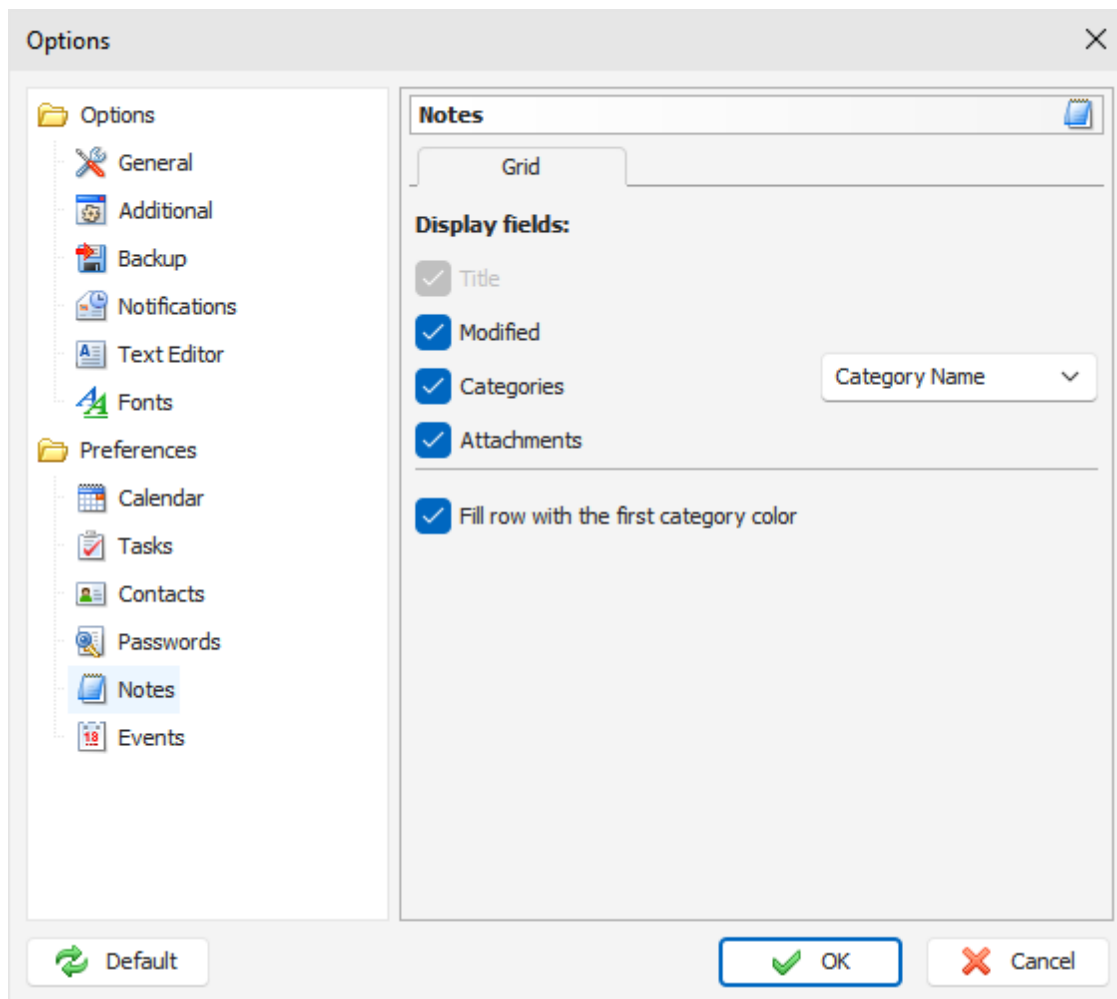 Options
Options
General
Additional
Backup
Notifications
Text Editor
Fonts
Preferences
Calendar
Tasks
Contacts
Passwords
Notes
Events
Notes
Grid
Display fields:
Title
Modified
Categories
Category Name
Attachments
Fill row with the first category color
Default
OK
Cancel